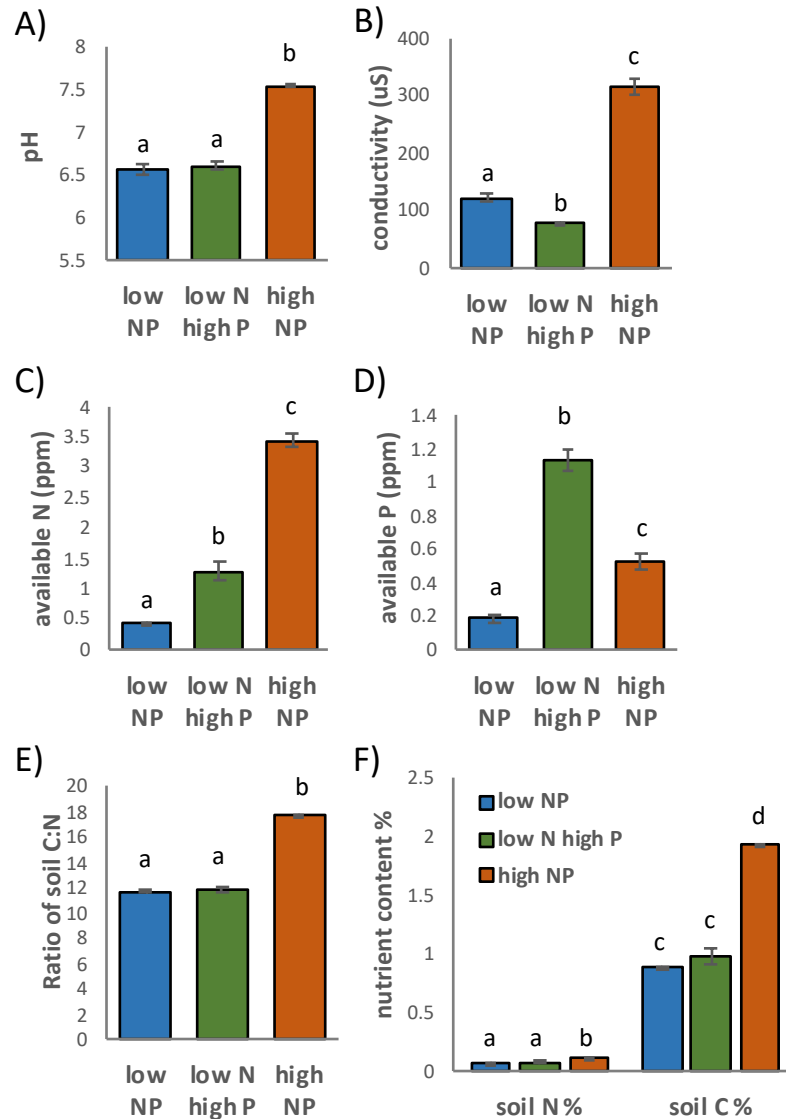 A)
pH
8
7.5
7
6.5
6
5.5
a
a
b
low
NP
low N
high P
high
NP
B)
conductivity (uS)
400
300
200
100
0
a
b
c
low
NP
low N
high P
high
NP
C)
available N (ppm)
4
3.5
3
2.5
2
1.5
1
0.5
0
a
b
c
low
NP
low N
high P
high
NP
D)
available P (ppm)
1.4
1.2
1
0.8
0.6
0.4
0.2
0
a
b
c
low
NP
low N
high P
high
NP
E)
Ratio of soil C:N
20
18
16
14
12
10
8
6
4
2
0
a
a
b
low
NP
low N
high P
high
NP
F)
nutrient content %
2.5
2
1.5
1
0.5
0
low NP
low N high P
high NP
a
a
b
c
c
d
soil N %
soil C %